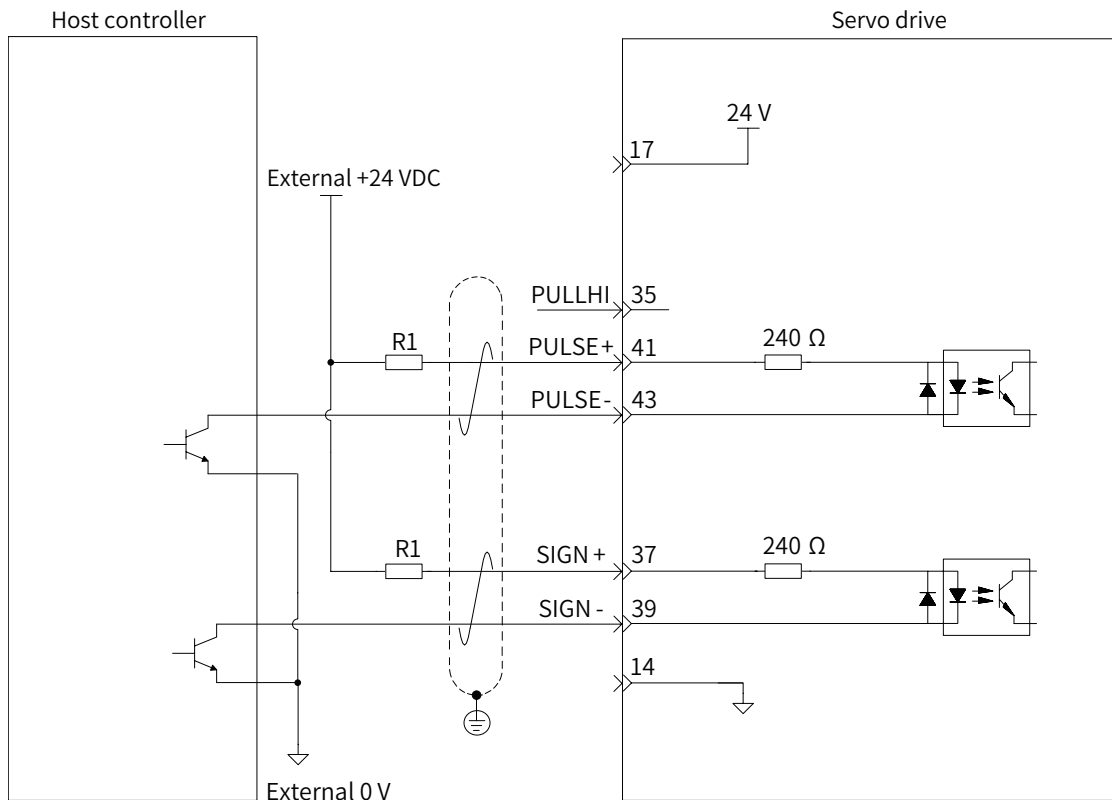 Host controller
Servo drive
24 V
17
External +24 VDC
PULLHI 35
R1
PULSE+ 41
240 Ω
PULSE- 43
R1
SIGN + 37
240 Ω
SIGN - 39
14
External 0 V